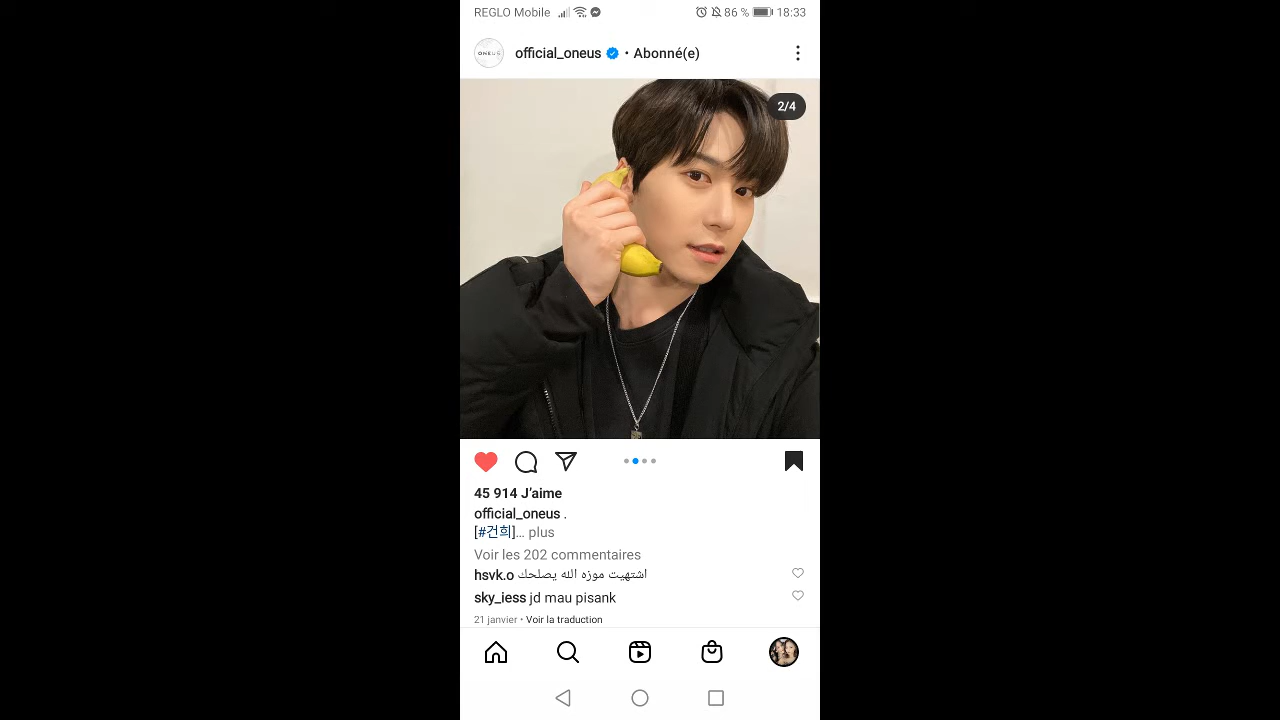 REGLO Mobile 86 % 18:33
ONEUS official_oneus • Abonné(e)
2/4
45 914 J'aime
official_oneus .
[#건희]... plus
Voir les 202 commentaires
hsvk.o اشتهيت موزه الله يصلحك
sky_iess jd mau pisank
21 janvier • Voir la traduction